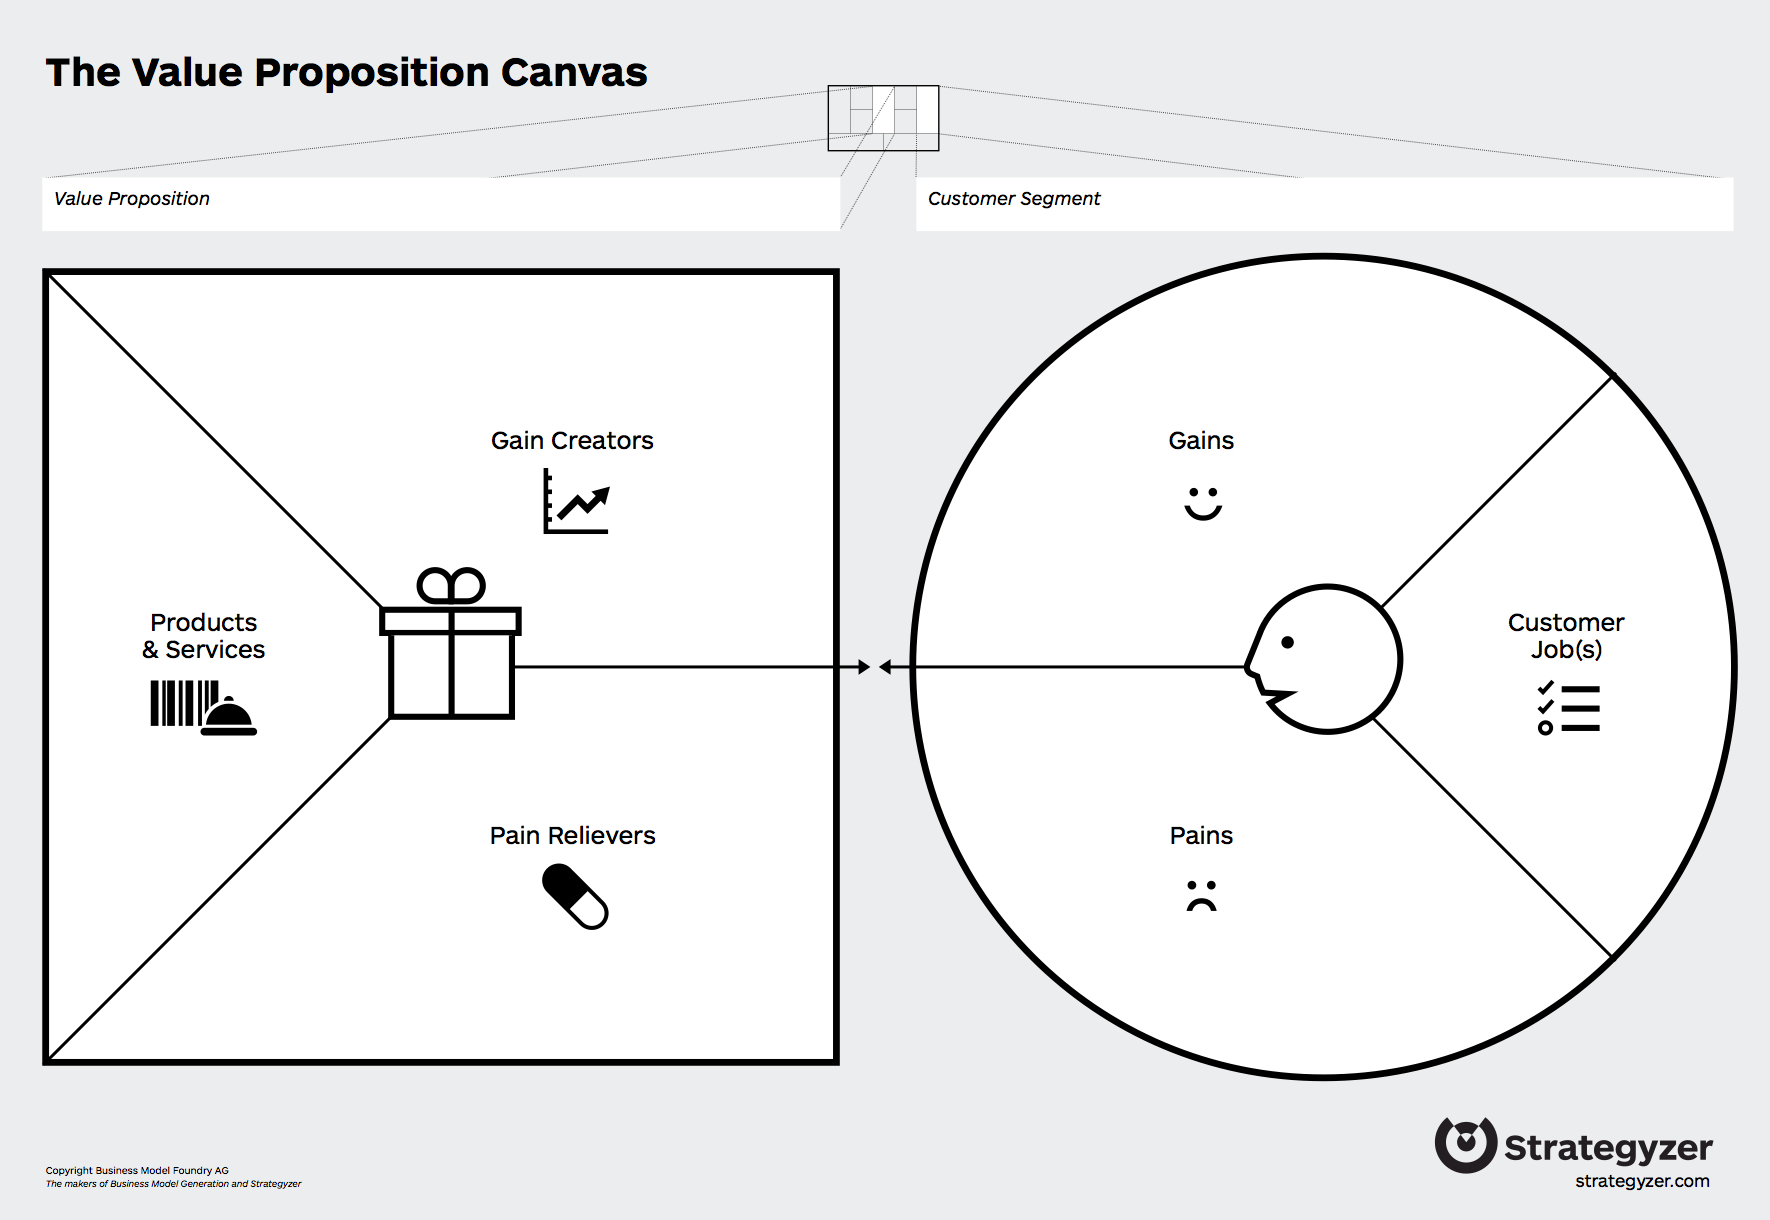 The Value Proposition Canvas
Value Proposition
Customer Segment
Gain Creators
Gains
Products
& Services
Customer
Job(s)
Pain Relievers
Pains
Strategyzer
strategyzer.com
Copyright Business Model Foundry AG
The makers of Business Model Generation and Strategyzer